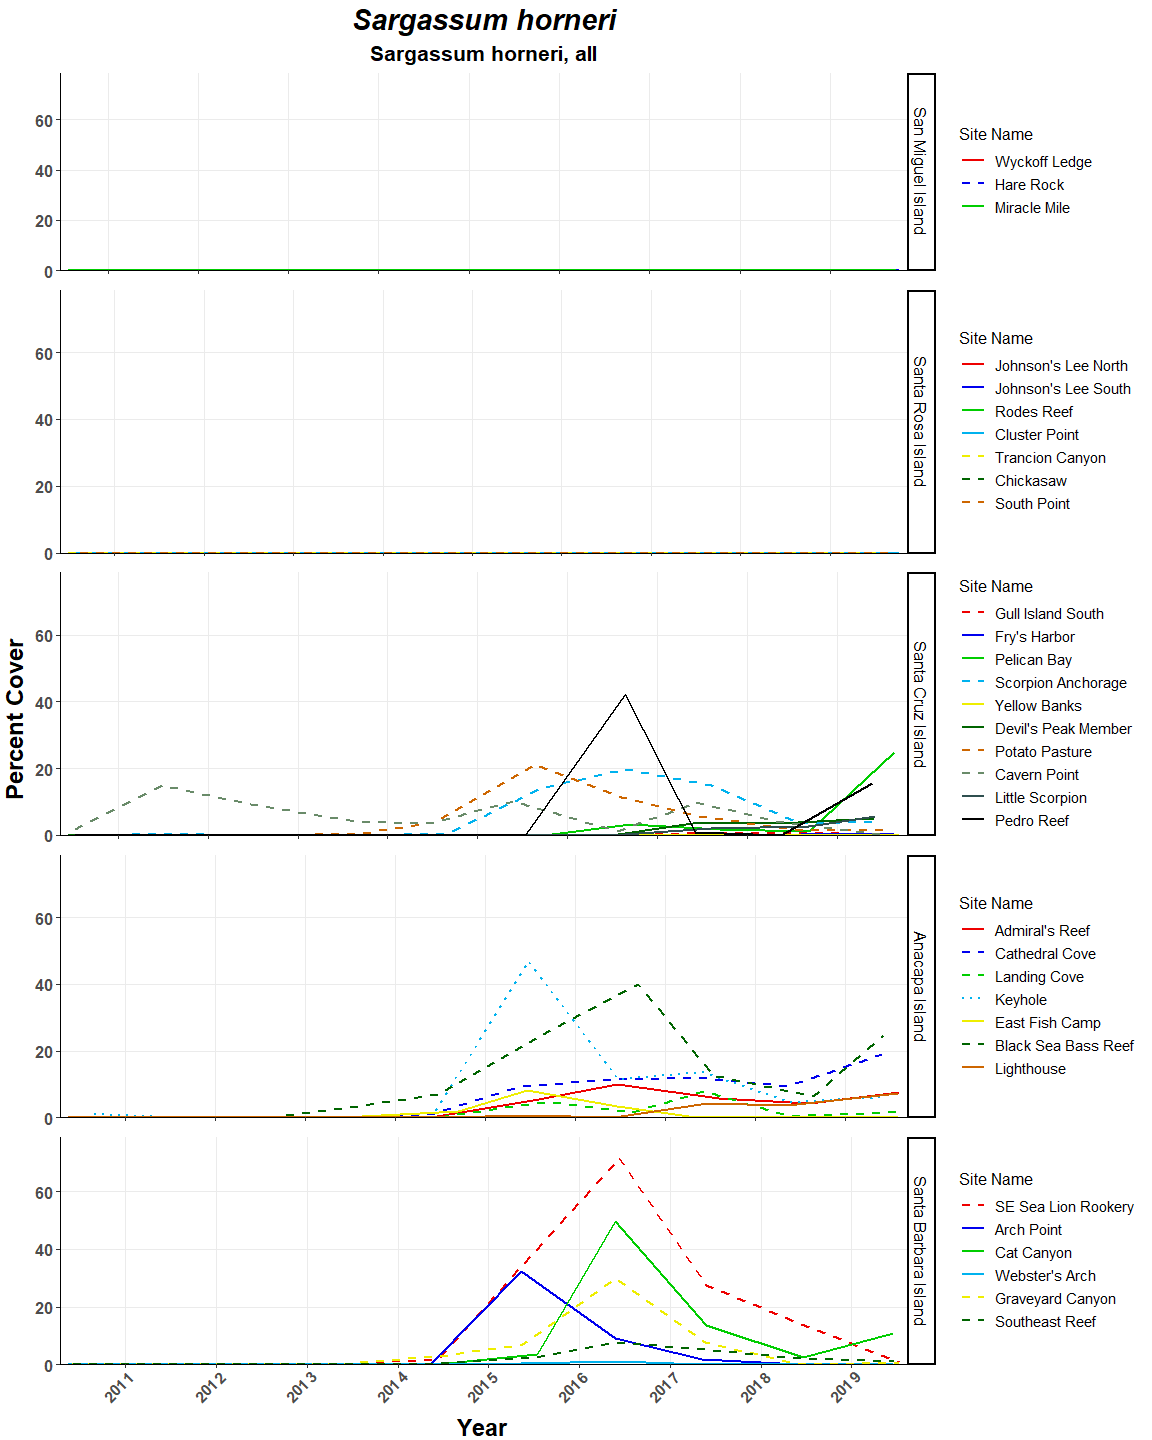 Sargassum horneri
Sargassum horneri, all
Percent Cover
60
40
20
0
San Miguel Island
Site Name
Wyckoff Ledge
Hare Rock
Miracle Mile
60
40
20
0
Santa Rosa Island
Site Name
Johnson's Lee North
Johnson's Lee South
Rodes Reef
Cluster Point
Trancion Canyon
Chickasaw
South Point
60
40
20
0
Santa Cruz Island
Site Name
Gull Island South
Fry's Harbor
Pelican Bay
Scorpion Anchorage
Yellow Banks
Devil's Peak Member
Potato Pasture
Cavern Point
Little Scorpion
Pedro Reef
60
40
20
0
Anacapa Island
Site Name
Admiral's Reef
Cathedral Cove
Landing Cove
Keyhole
East Fish Camp
Black Sea Bass Reef
Lighthouse
60
40
20
0
Santa Barbara Island
Site Name
SE Sea Lion Rookery
Arch Point
Cat Canyon
Webster's Arch
Graveyard Canyon
Southeast Reef
2011 2012 2013 2014 2015 2016 2017 2018 2019
Year